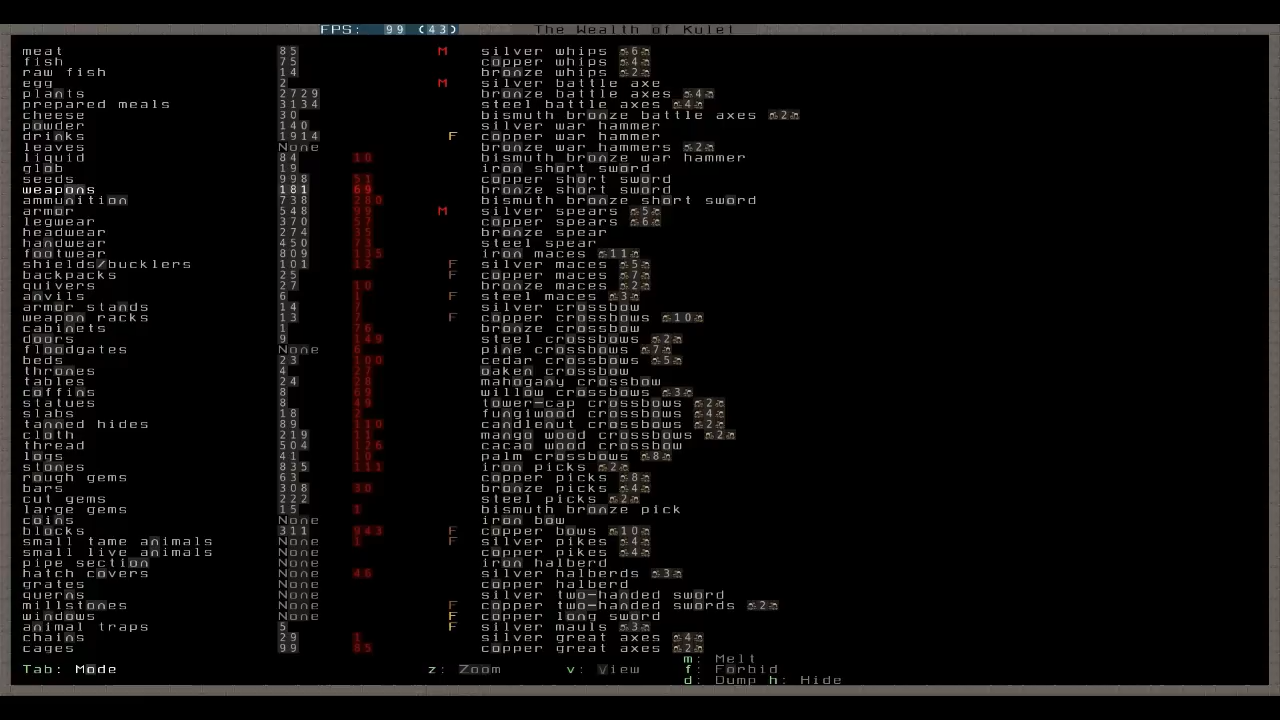 FPS: 99 (43) The Wealth of Kulet
meat 85 M silver whips 6
fish 75 copper whips 4
raw fish 14 bronze whips 2
egg 2 M silver battle axe
plants 2729 bronze battle axes 4
prepared meals 3134 steel battle axes 4
cheese 30 bismuth bronze battle axes 2
powder 140 silver war hammer
drinks 1914 F copper war hammer
leaves None bronze war hammers 2
liquid 84 10 bismuth bronze war hammer
glob 19 iron short sword
seeds 998 51 copper short sword
weapons 181 69 bronze short sword
ammunition 738 280 bismuth bronze short sword
armor 548 99 M silver spears 5
legwear 370 57 copper spears 6
headwear 274 35 bronze spear
handwear 450 73 steel spear
footwear 809 135 iron maces 11
shields/bucklers 101 12 F silver maces 5
backpacks 25 F copper maces 7
quivers 27 10 bronze maces 2
anvils 6 1 F steel maces 3
armor stands 14 7 silver crossbow
weapon racks 13 7 F copper crossbows 10
cabinets 1 76 bronze crossbow
doors 9 149 steel crossbows 2
floodgates None 6 pine crossbows 7
beds 23 100 cedar crossbows 5
thrones 4 27 oaken crossbow
tables 24 28 mahogany crossbow
coffins 8 69 willow crossbows 3
statues 8 49 tower-cap crossbows 2
slabs 18 2 fungiwood crossbows 4
tanned hides 89 110 candlenut crossbows 2
cloth 219 11 mango wood crossbows 2
thread 504 126 cacao wood crossbow
logs 41 10 palm crossbows 8
stones 835 111 iron picks 2
rough gems 63 copper picks 8
bars 308 30 bronze picks 4
cut gems 222 steel picks 2
large gems 15 1 bismuth bronze pick
coins None iron bow
blocks 311 943 F copper bows 10
small tame animals None 1 F silver pikes 4
small live animals None copper pikes 4
pipe section None iron halberd
hatch covers None 46 silver halberds 3
grates None copper halberd
querns None silver two-handed sword
millstones None F copper two-handed swords 2
windows None F copper long sword
animal traps 5 F silver mauls 3
chains 29 1 silver great axes 4
cages 99 85 copper great axes 2
m: Melt
Tab: Mode z: Zoom v: View f: Forbid
d: Dump h: Hide